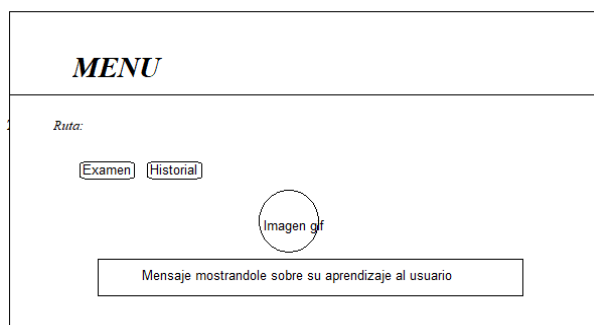 MENU
Ruta:
Examen Historial
Imagen gif
Mensaje mostrandole sobre su aprendizaje al usuario